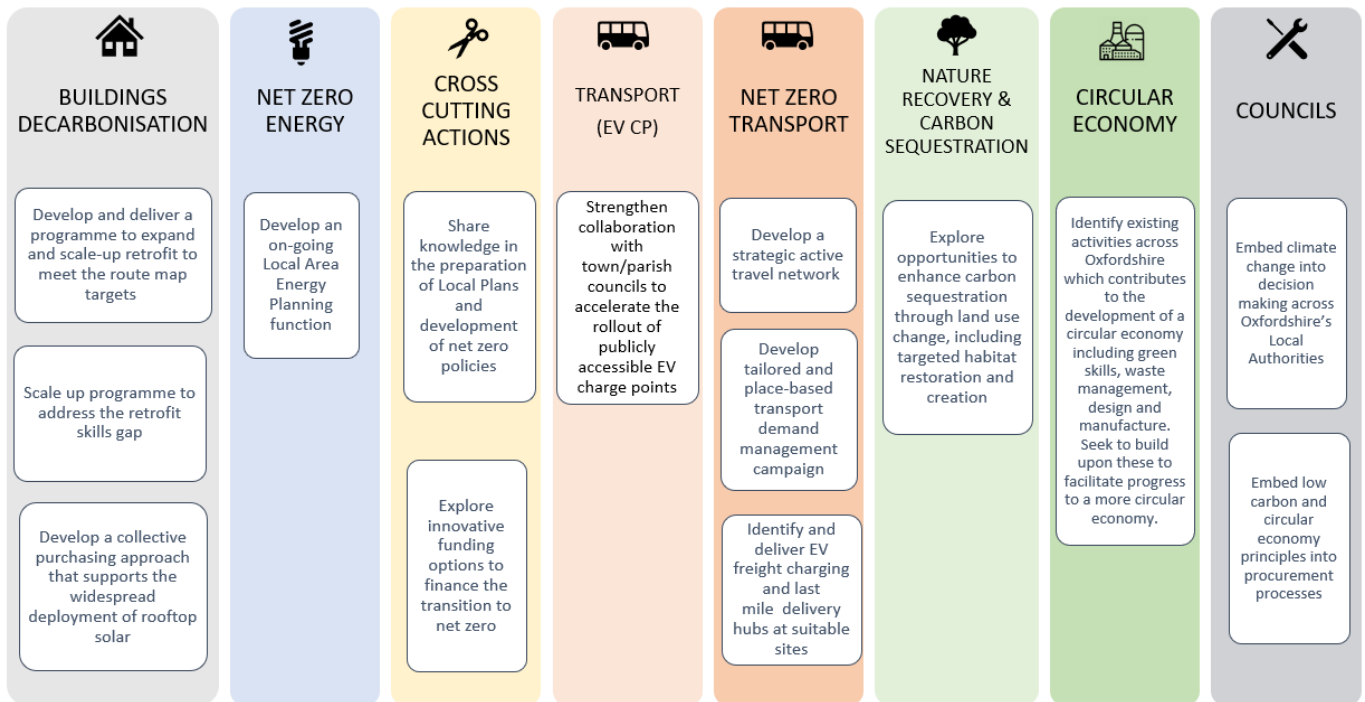 BUILDINGS
DECARBONISATION
Develop and deliver a
programme to expand
and scale-up retrofit to
meet the route map
targets
Scale up programme to
address the retrofit
skills gap
Develop a collective
purchasing approach
that supports the
widespread
deployment of rooftop
solar
NET ZERO
ENERGY
Develop an
on-going
Local Area
Energy
Planning
function
CROSS
CUTTING
ACTIONS
Share
knowledge in
the preparation
of Local Plans
and
development
of net zero
policies
Explore
innovative
funding
options to
finance the
transition to
net zero
TRANSPORT
(EV CP)
Strengthen
collaboration
with
town/parish
councils to
accelerate the
rollout of
publicly
accessible EV
charge points
NET ZERO
TRANSPORT
Develop a
strategic active
travel network
Develop
tailored and
place-based
transport
demand
management
campaign
Identify and
deliver EV
freight charging
and last
mile delivery
hubs at suitable
sites
NATURE
RECOVERY &
CARBON
SEQUESTRATION
Explore
opportunities to
enhance carbon
sequestration
through land use
change, including
targeted habitat
restoration and
creation
CIRCULAR
ECONOMY
Identify existing
activities across
Oxfordshire
which contributes
to the
development of a
circular economy
including green
skills, waste
management,
design and
manufacture.
Seek to build
upon these to
facilitate progress
to a more circular
economy.
COUNCILS
Embed climate
change into
decision
making across
Oxfordshire's
Local
Authorities
Embed low
carbon and
circular
economy
principles into
procurement
processes